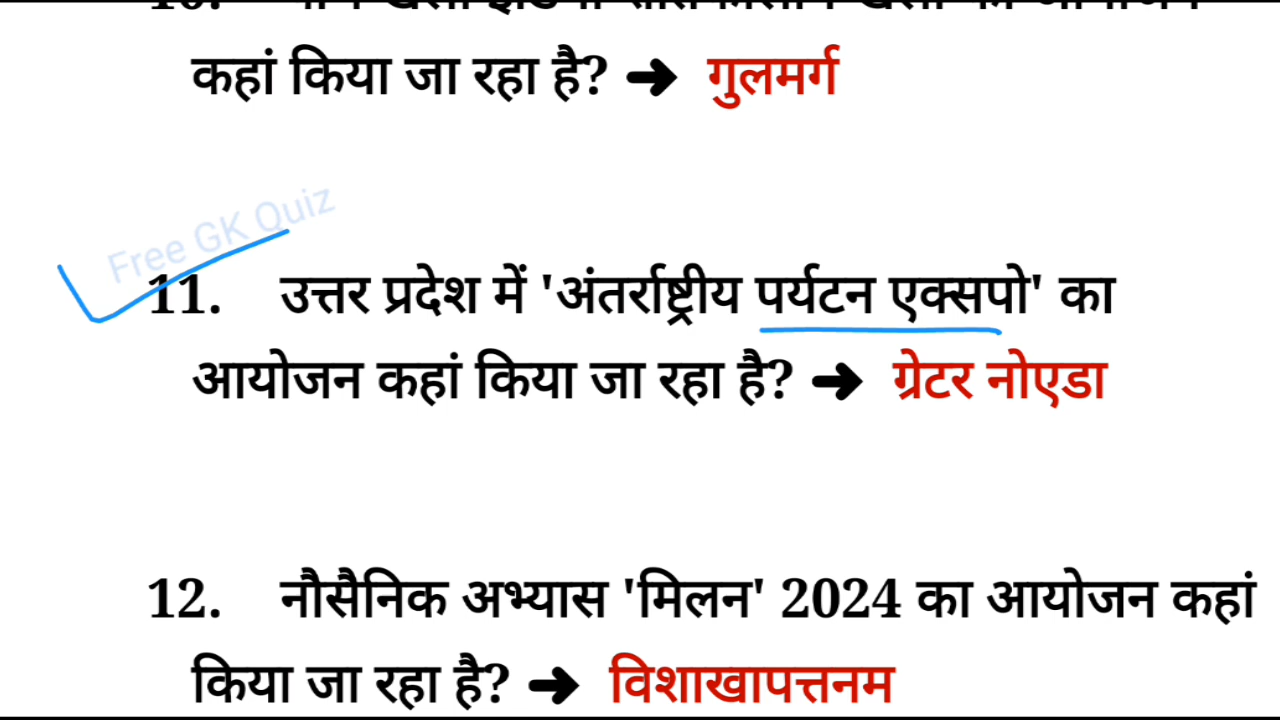 कहां किया जा रहा है? ➜ गुलमर्ग
Free GK Quiz
11. उत्तर प्रदेश में 'अंतर्राष्ट्रीय पर्यटन एक्सपो' का
आयोजन कहां किया जा रहा है? ➜ ग्रेटर नोएडा
12. नौसैनिक अभ्यास 'मिलन' 2024 का आयोजन कहां
किया जा रहा है? ➜ विशाखापत्तनम